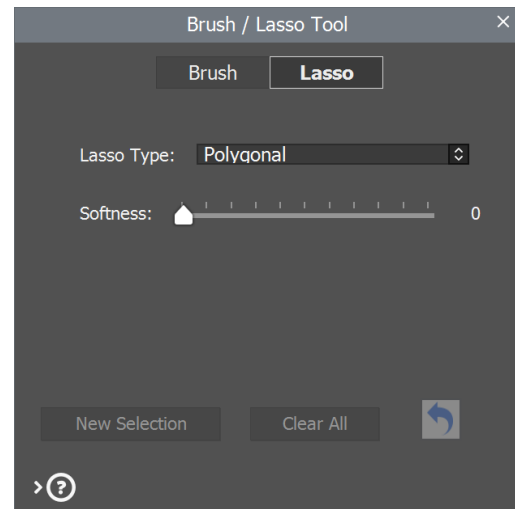 Brush / Lasso Tool
Brush Lasso
Lasso Type: Polygonal
Softness: 0
New Selection Clear All